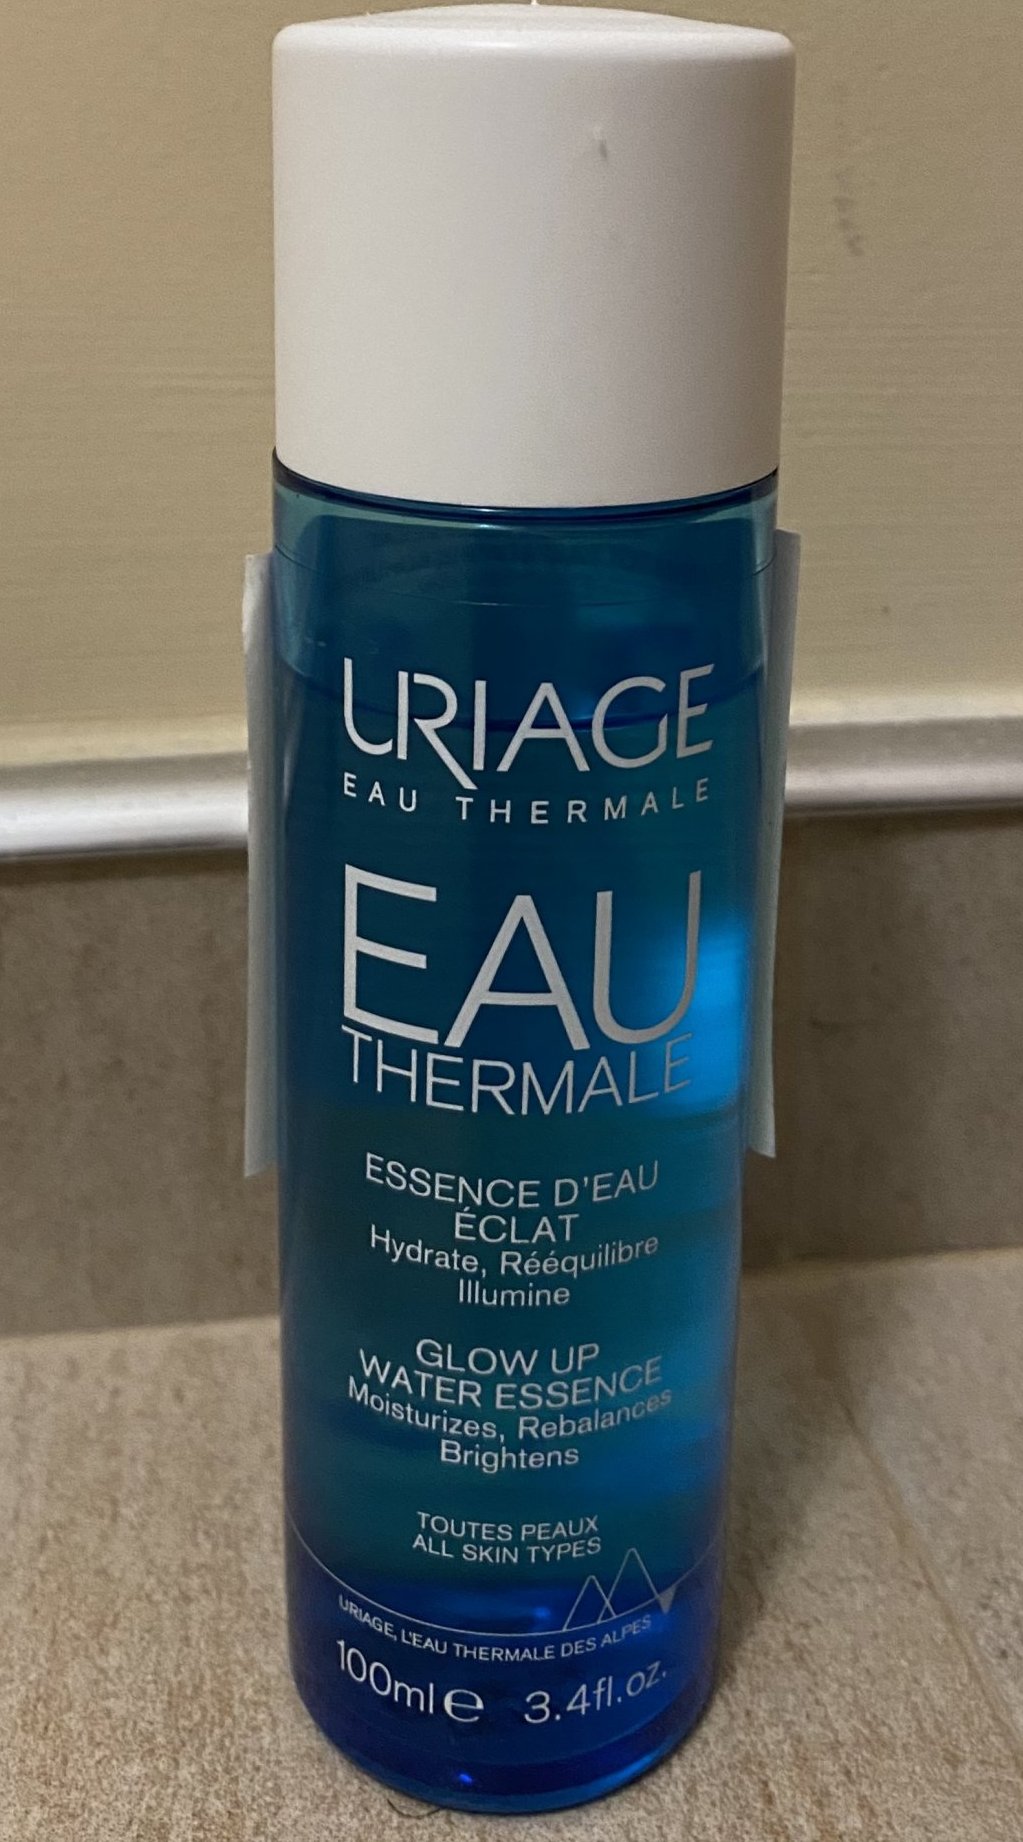 URIAGE
EAU THERMALE
EAU
THERMALE
ESSENCE D'EAU
ÉCLAT
Hydrate, Rééquilibre
Illumine
GLOW UP
WATER ESSENCE
Moisturizes, Rebalances
Brightens
TOUTES PEAUX
ALL SKIN TYPES
URIAGE, L'EAU THERMALE DES ALPES
100ml e 3.4fl.oz.